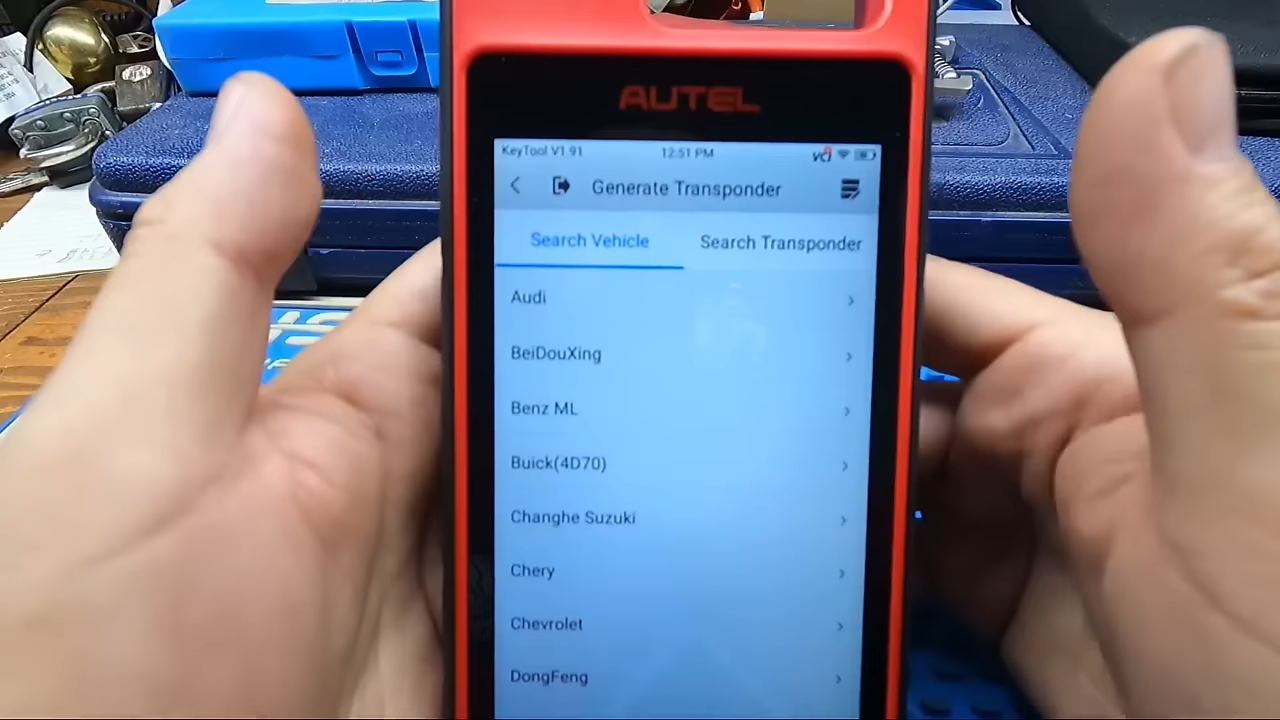 AUTEL
KeyTool V1.91 12:51 PM VCI
Generate Transponder
Search Vehicle Search Transponder
Audi
BeiDouXing
Benz ML
Buick(4D70)
Changhe Suzuki
Chery
Chevrolet
DongFeng